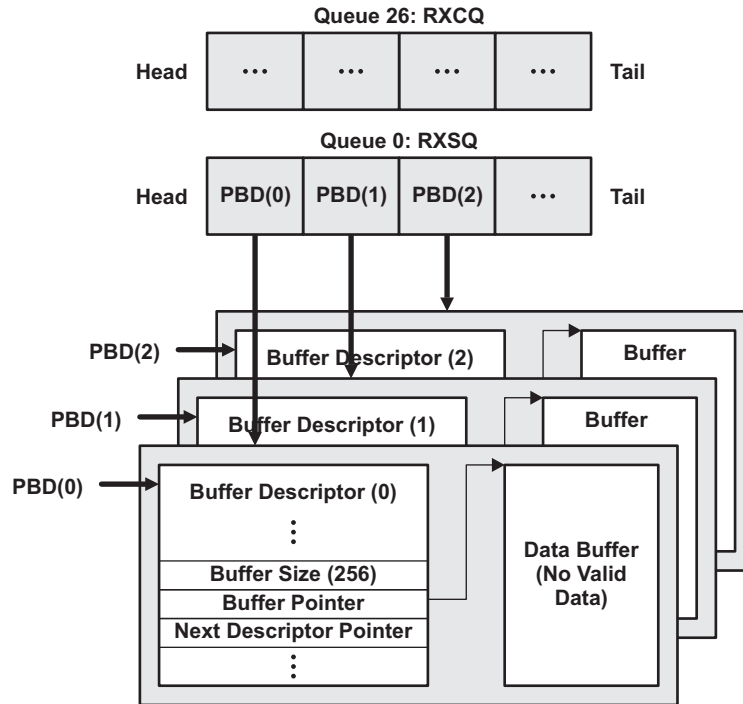 Queue 26: RXCQ
Head ... ... ... ... Tail
Queue 0: RXSQ
Head PBD(0) PBD(1) PBD(2) ... Tail
PBD(2) Buffer Descriptor (2) Buffer
PBD(1) Buffer Descriptor (1) Buffer
PBD(0) Buffer Descriptor (0)
Data Buffer
(No Valid
Data)
Buffer Size (256)
Buffer Pointer
Next Descriptor Pointer